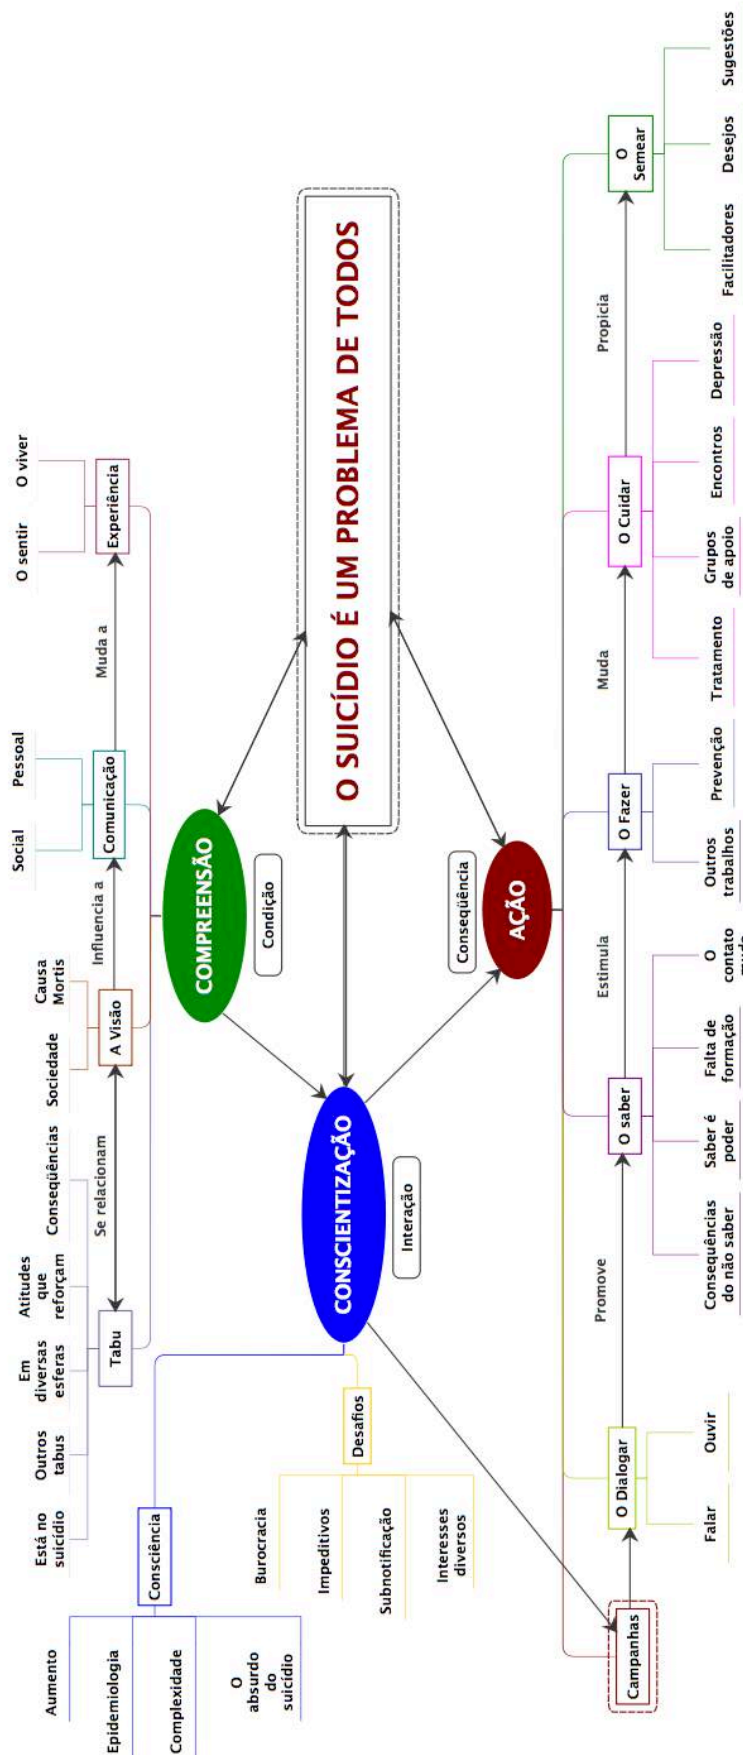 Está no
suicídio
Outros
tabus
Em
diversas
esferas
Atitudes
que
reforçam
Conseqüências
Sociedade
Causa
Mortis
Social
Pessoal
O sentir
O viver
Tabu
Se relacionam
A Visão
Influencia a
Comunicação
Muda a
Experiência
Aumento
Epidemiologia
Complexidade
O
absurdo
do
suicídio
Consciência
COMPREENSÃO
Condição
Burocracia
Impeditivos
Subnotificação
Interesses
diversos
Desafios
CONSCIENTIZAÇÃO
Interação
O SUICÍDIO É UM PROBLEMA DE TODOS
Conseqüência
AÇÃO
Campanhas
O Dialogar
Promove
O saber
Estimula
O Fazer
Muda
O Cuidar
Propicia
O
Semear
Falar
Ouvir
Consequências
do não saber
Saber é
poder
Falta de
formação
O
contato
Outros
trabalhos
Prevenção
Tratamento
Grupos
de apoio
Encontros
Depressão
Facilitadores
Desejos
Sugestões